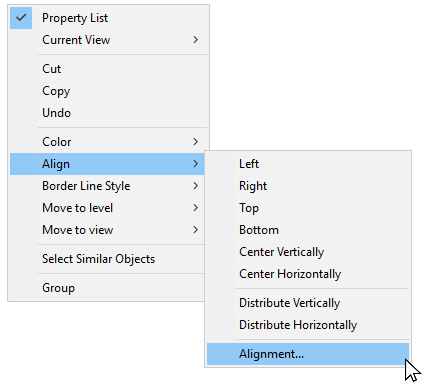 Property List
Current View
Cut
Copy
Undo
Color
Align
Border Line Style
Move to level
Move to view
Select Similar Objects
Group
Left
Right
Top
Bottom
Center Vertically
Center Horizontally
Distribute Vertically
Distribute Horizontally
Alignment...